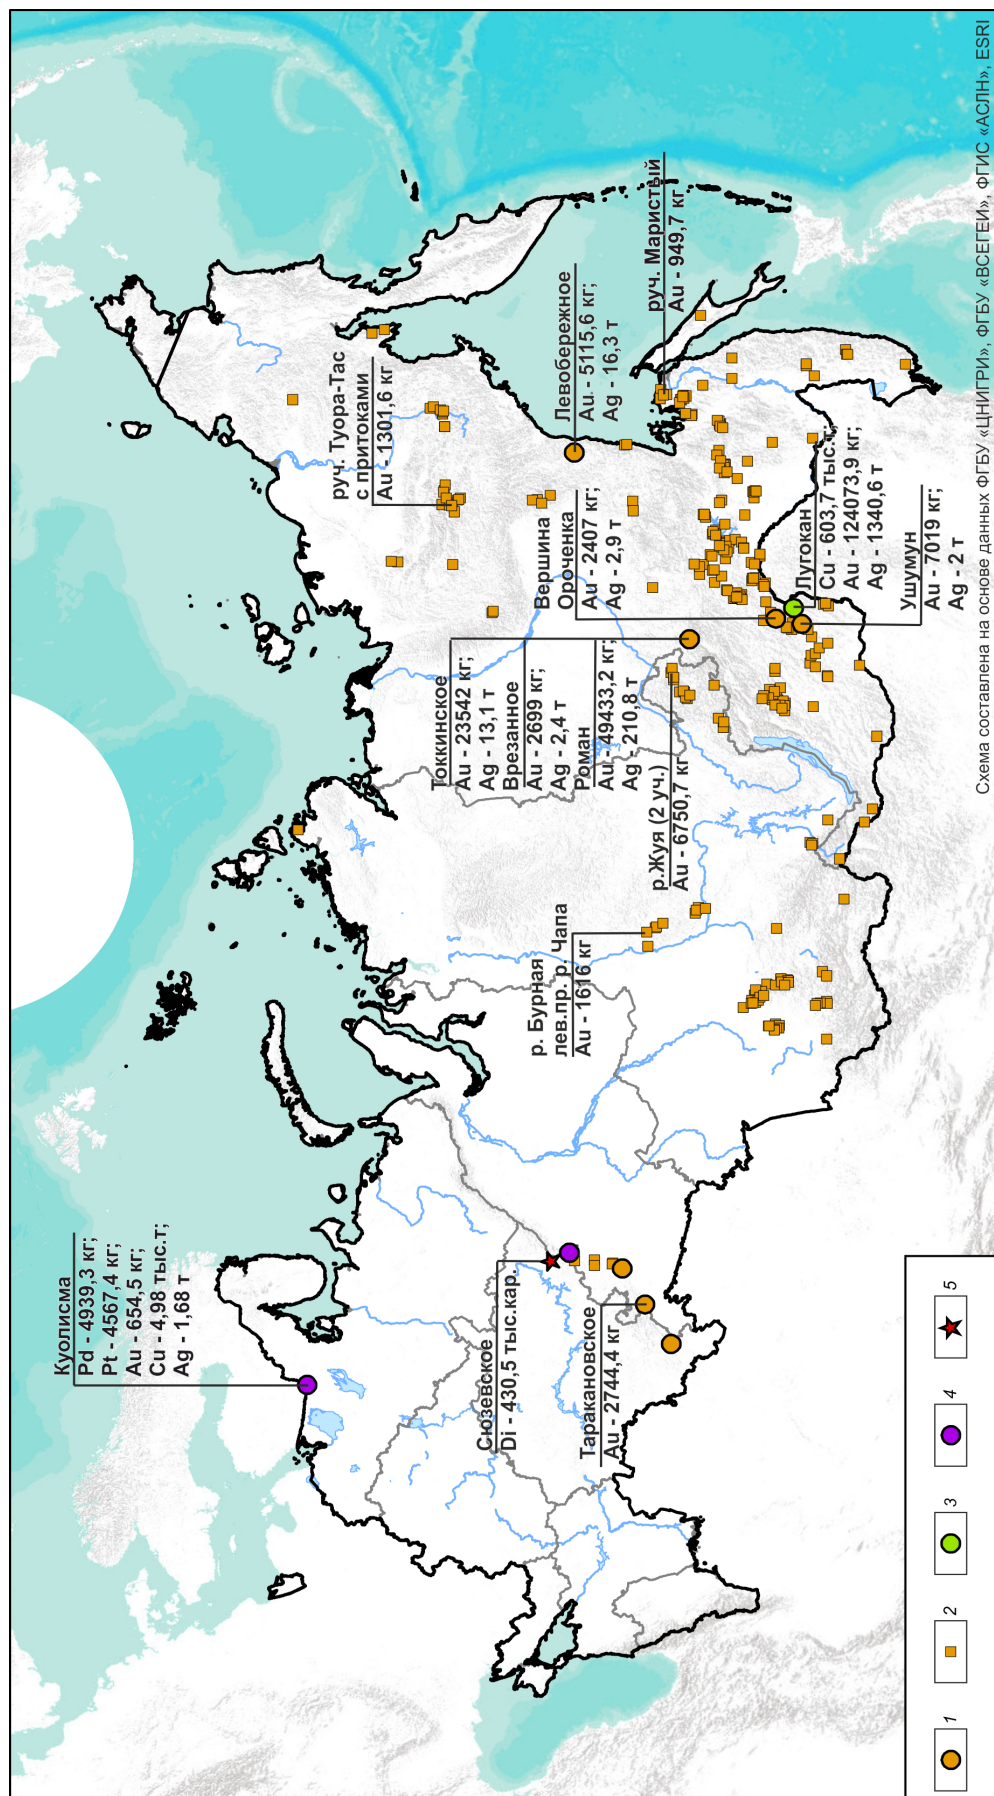 Куолисма
Pd - 4939,3 кг;
Pt - 4567,4 кг;
Au - 654,5 кг;
Cu - 4,98 тыс.т;
Ag - 1,68 т
Сюзевское
Di - 430,5 тыс.кар.
Таракановское
Au - 2744,4 кг
р. Бурная
лев.пр. р. Чапа
Au - 1616 кг
р.Жуя (2 уч.)
Au - 6750,7 кг
Токкинское
Au - 23542 кг;
Ag - 13,1 т
Врезанное
Au - 2699 кг;
Ag - 2,4 т
Роман
Au - 49433,2 кг;
Ag - 210,8 т
руч. Туора-Тас
с притоками
Au - 1301,6 кг
Вершина
Ороченка
Au - 2407 кг;
Ag - 2,9 т
Левобережное
Au - 5115,6 кг;
Ag - 16,3 т
руч. Маристый
Au - 949,7 кг
Лугокан
Cu - 603,7 тыс.т;
Au - 124073,9 кг;
Ag - 1340,6 т
Ушумун
Au - 7019 кг;
Ag - 2 т
1
2
3
4
5
Схема составлена на основе данных ФГБУ «ЦНИГРИ», ФГБУ «ВСЕГЕИ», ФГИС «АСЛН», ESRI